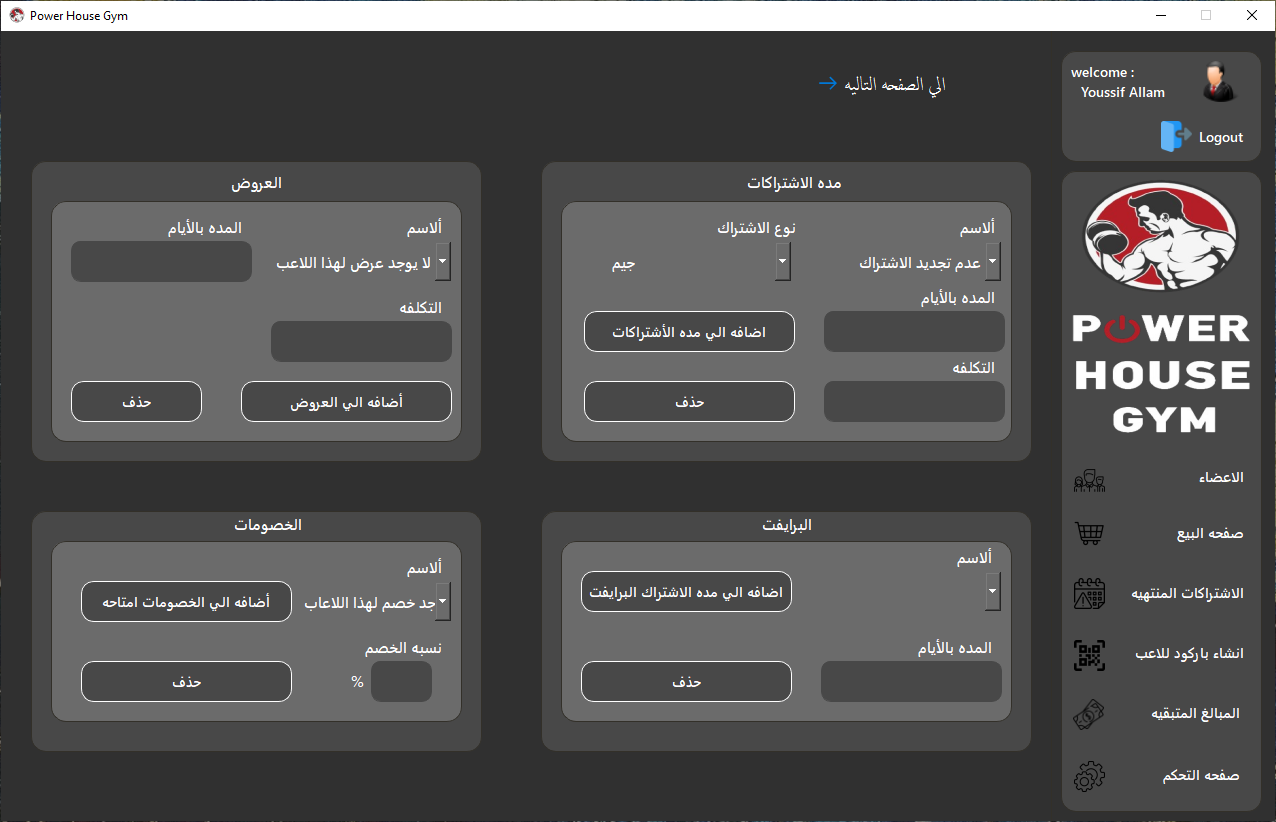 Power House Gym
welcome :
Youssif Allam
Logout
POWER
HOUSE
GYM
الاعضاء
صفحه البيع
الاشتراكات المنتهيه
انشاء باركود للاعب
المبالغ المتبقيه
صفحه التحكم
الي الصفحه التاليه →
مده الاشتراكات
ألاسم
نوع الاشتراك
عدم تجديد الاشتراك
جيم
المده بالأيام
اضافه الي مده الأشتراكات
التكلفه
حذف
العروض
ألاسم
المده بالأيام
لا يوجد عرض لهذا اللاعب
التكلفه
أضافه الي العروض
حذف
البرايفت
ألاسم
اضافه الي مده الاشتراك البرايفت
المده بالأيام
حذف
الخصومات
ألاسم
جد خصم لهذا اللاعاب
أضافه الي الخصومات امتاحه
نسبه الخصم
%
حذف